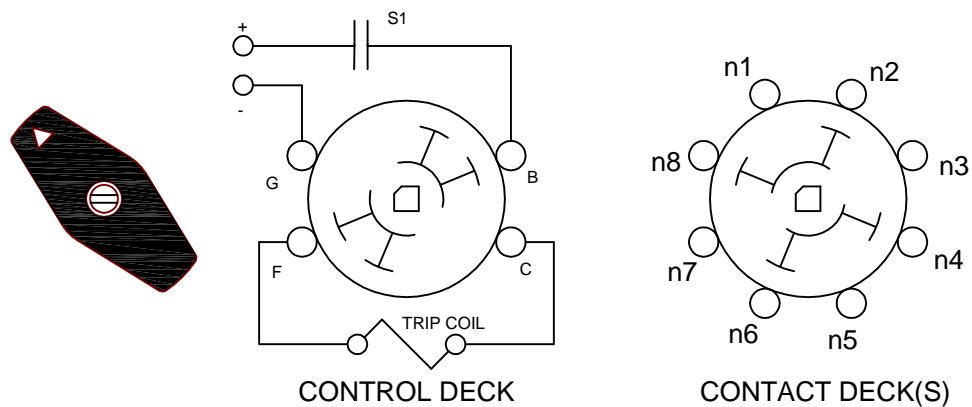 S1
+
-
G
B
F
C
TRIP COIL
CONTROL DECK
n1
n2
n8
n3
n7
n4
n6
n5
CONTACT DECK(S)